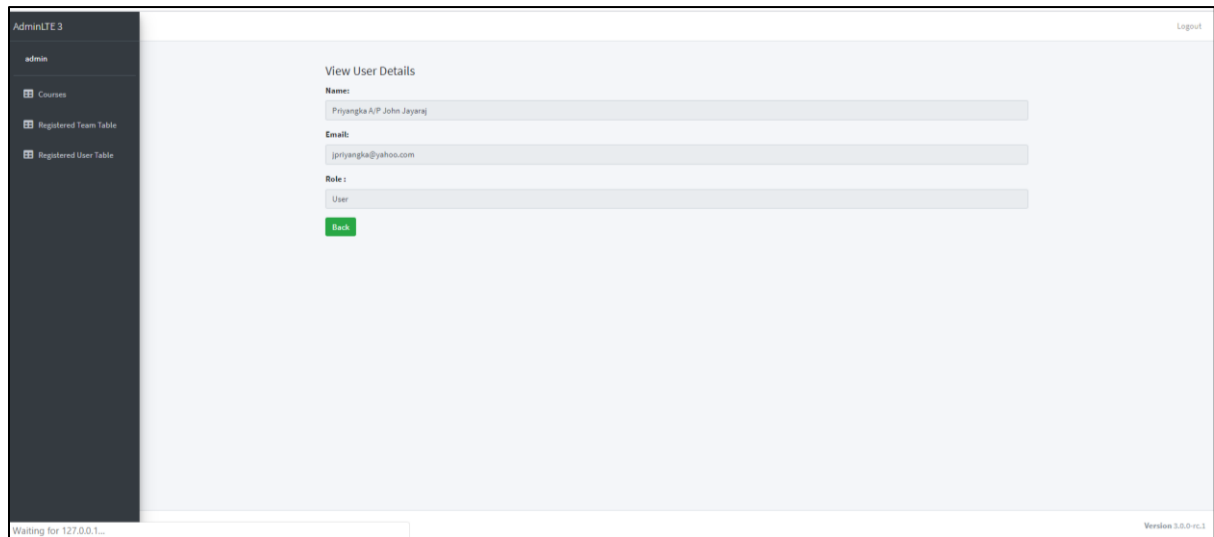 AdminLTE 3
Logout
admin
Courses
Registered Team Table
Registered User Table
View User Details
Name:
Priyangka A/P John Jayaraj
Email:
jpriyangka@yahoo.com
Role :
User
Back
Waiting for 127.0.0.1...
Version 3.0.0-rc.1